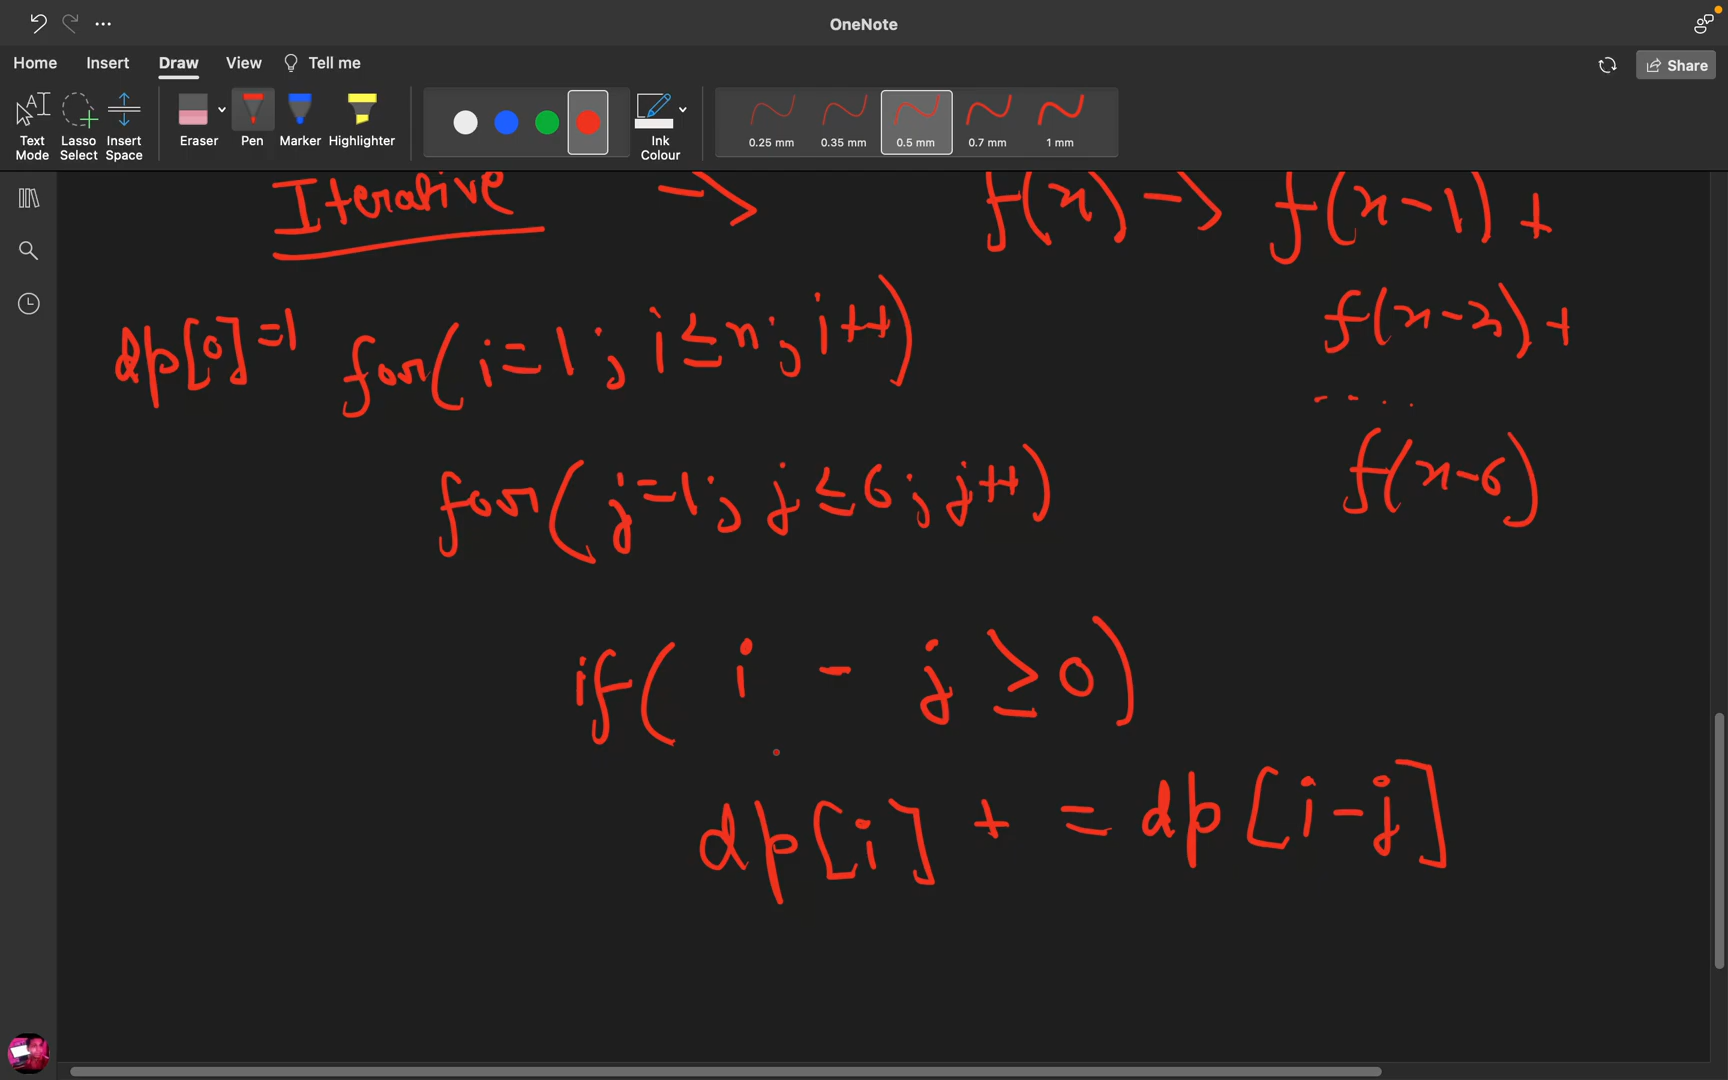 OneNote
Home Insert Draw View Tell me
Share
Text Mode
Lasso Select
Insert Space
Eraser
Pen
Marker
Highlighter
Ink Colour
0.25 mm
0.35 mm
0.5 mm
0.7 mm
1 mm
Iterative → f(x) → f(x-1) +
f(x-2) +
....
f(x-6)
dp[0]=1 for(i=1; i≤n; i++)
for(j=1; j≤6; j++)
if( i - j ≥0)
dp[i] += dp[i-j]